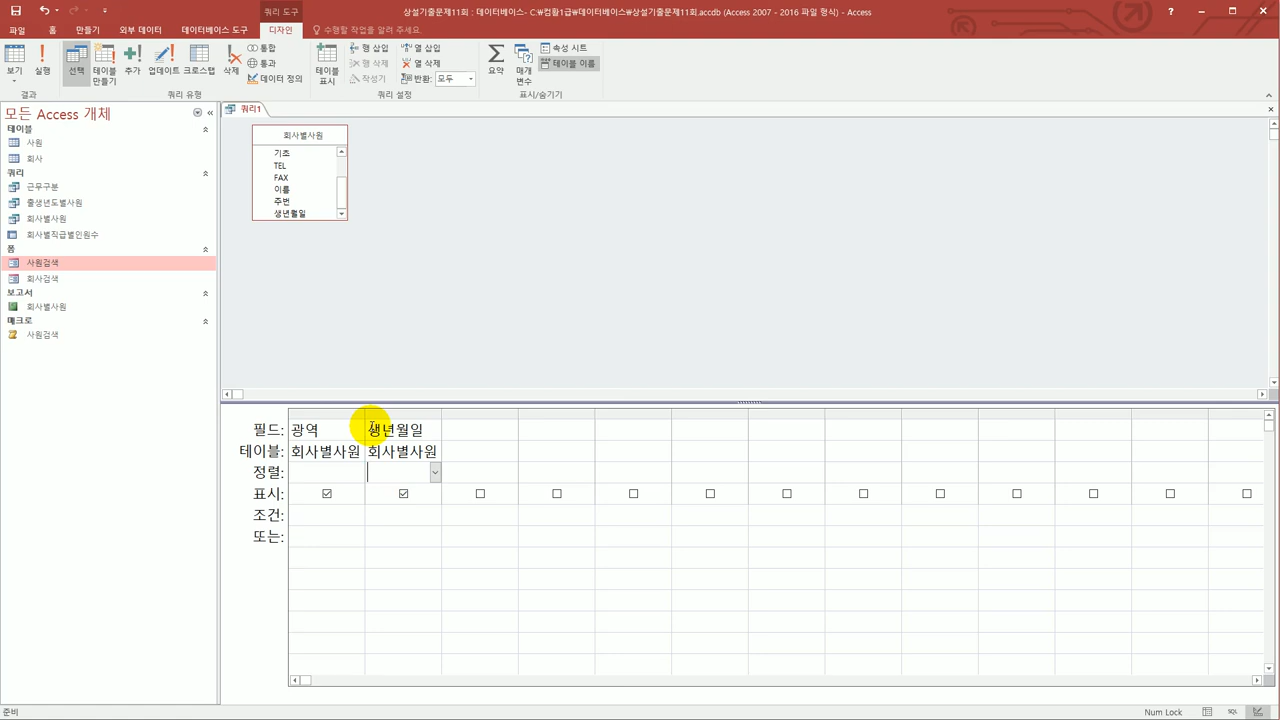 쿼리 도구
상설기출문제11회 : 데이터베이스- C:\컴활1급\데이터베이스\상설기출문제11회.accdb (Access 2007 - 2016 파일 형식) - Access
파일 홈 만들기 외부 데이터 데이터베이스 도구 디자인 수행할 작업을 알려 주세요.
보기 실행 선택 테이블 만들기 추가 업데이트 크로스탭 삭제 통합 통과 데이터 정의 테이블 표시 행 삽입 행 삭제 작성기 열 삽입 열 삭제 반환: 모두 요약 매개 변수 속성 시트 테이블 이름
결과 쿼리 유형 쿼리 설정 표시/숨기기
모든 Access 개체
테이블
사원
회사
쿼리
근무구분
출생년도별사원
회사별사원
회사별직급별인원수
폼
사원검색
회사검색
보고서
회사별사원
매크로
사원검색
쿼리1
회사별사원
기초
TEL
FAX
이름
주번
생년월일
필드: 광역 생년월일
테이블: 회사별사원 회사별사원
정렬:
표시:
조건:
또는:
준비
Num Lock
SQL